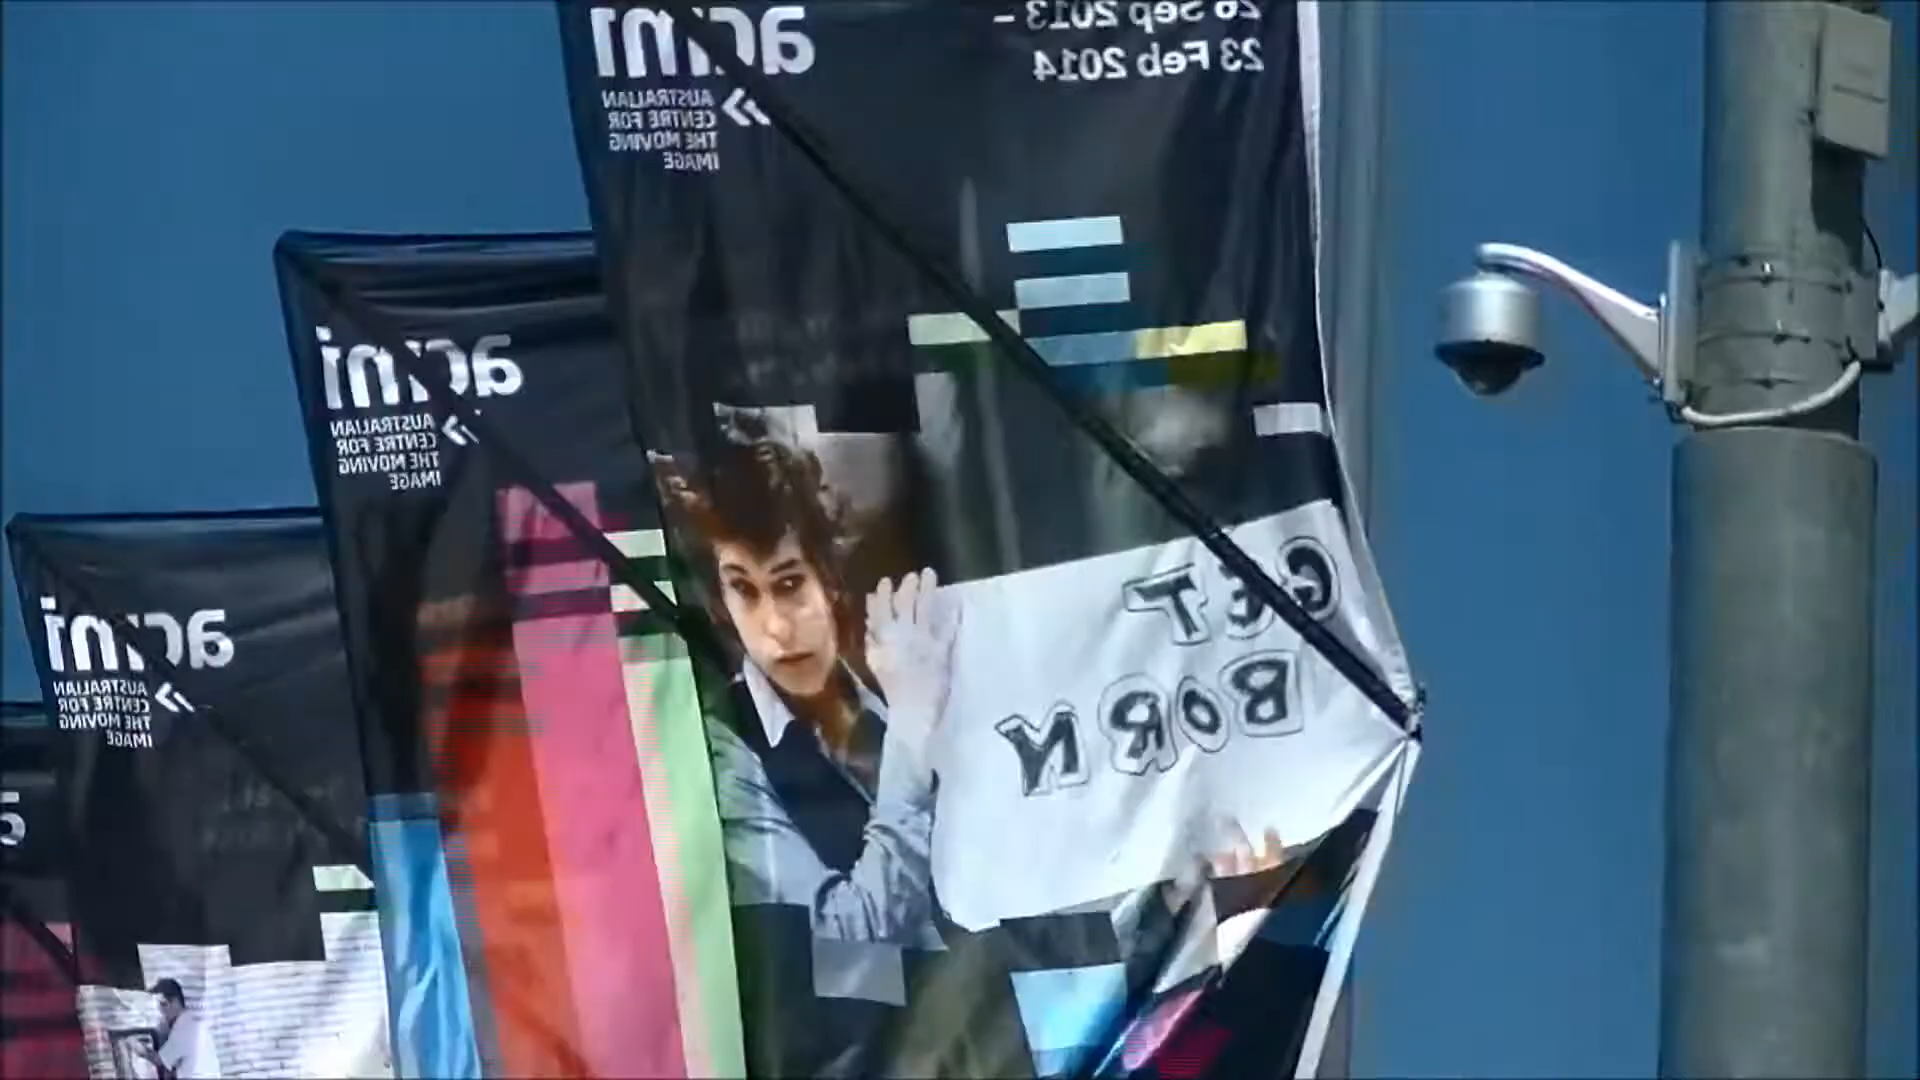 acmi
AUSTRALIAN
CENTRE FOR
THE MOVING
IMAGE
26 Sep 2013 –
23 Feb 2014
GET
BORN
acmi
AUSTRALIAN
CENTRE FOR
THE MOVING
IMAGE
acmi
AUSTRALIAN
CENTRE FOR
THE MOVING
IMAGE
a